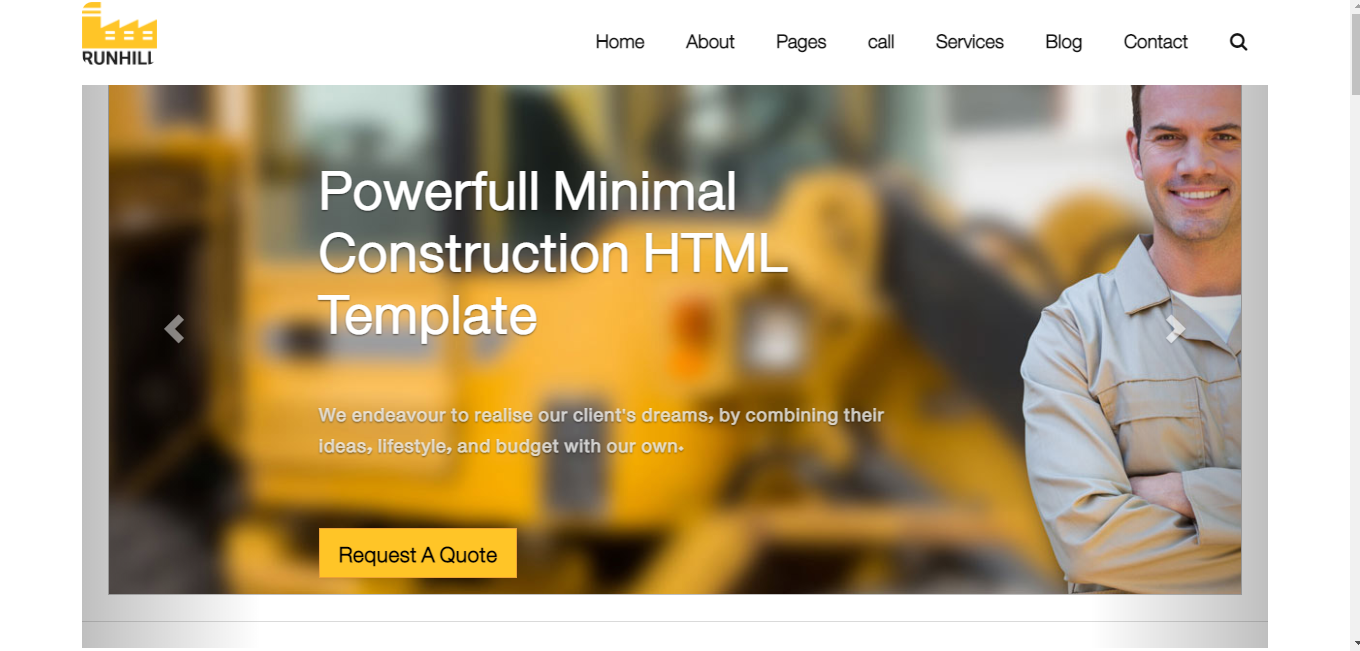 RUNHILL
Home About Pages call Services Blog Contact
Powerfull Minimal
Construction HTML
Template
We endeavour to realise our client's dreams, by combining their
ideas, lifestyle, and budget with our own.
Request A Quote